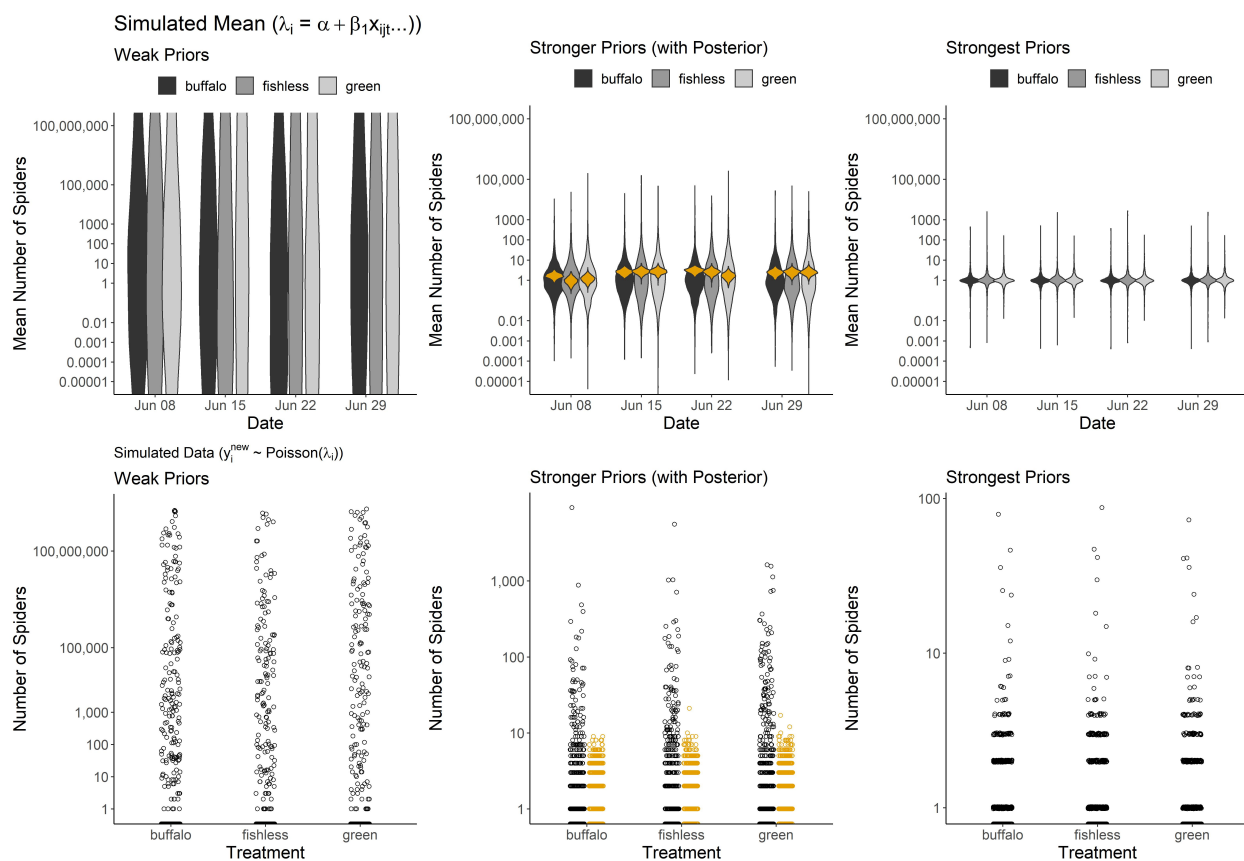 Simulated Mean (λi = α + β1xijt...))
Weak Priors
buffalo fishless green
Mean Number of Spiders
100,000,000
100,000
1000
100
10
1
0.01
0.0001
0.00001
Jun 08 Jun 15 Jun 22 Jun 29
Date
Stronger Priors (with Posterior)
buffalo fishless green
Mean Number of Spiders
100,000,000
100,000
1000
100
10
1
0.01
0.0001
0.00001
Jun 08 Jun 15 Jun 22 Jun 29
Date
Strongest Priors
buffalo fishless green
Mean Number of Spiders
100,000,000
100,000
1000
100
10
1
0.01
0.0001
0.00001
Jun 08 Jun 15 Jun 22 Jun 29
Date
Simulated Data (yi^new ~ Poisson(λi))
Weak Priors
Number of Spiders
100,000,000
100,000
1,000
100
10
1
buffalo fishless green
Treatment
Stronger Priors (with Posterior)
Number of Spiders
1,000
100
10
1
buffalo fishless green
Treatment
Strongest Priors
Number of Spiders
100
10
1
buffalo fishless green
Treatment